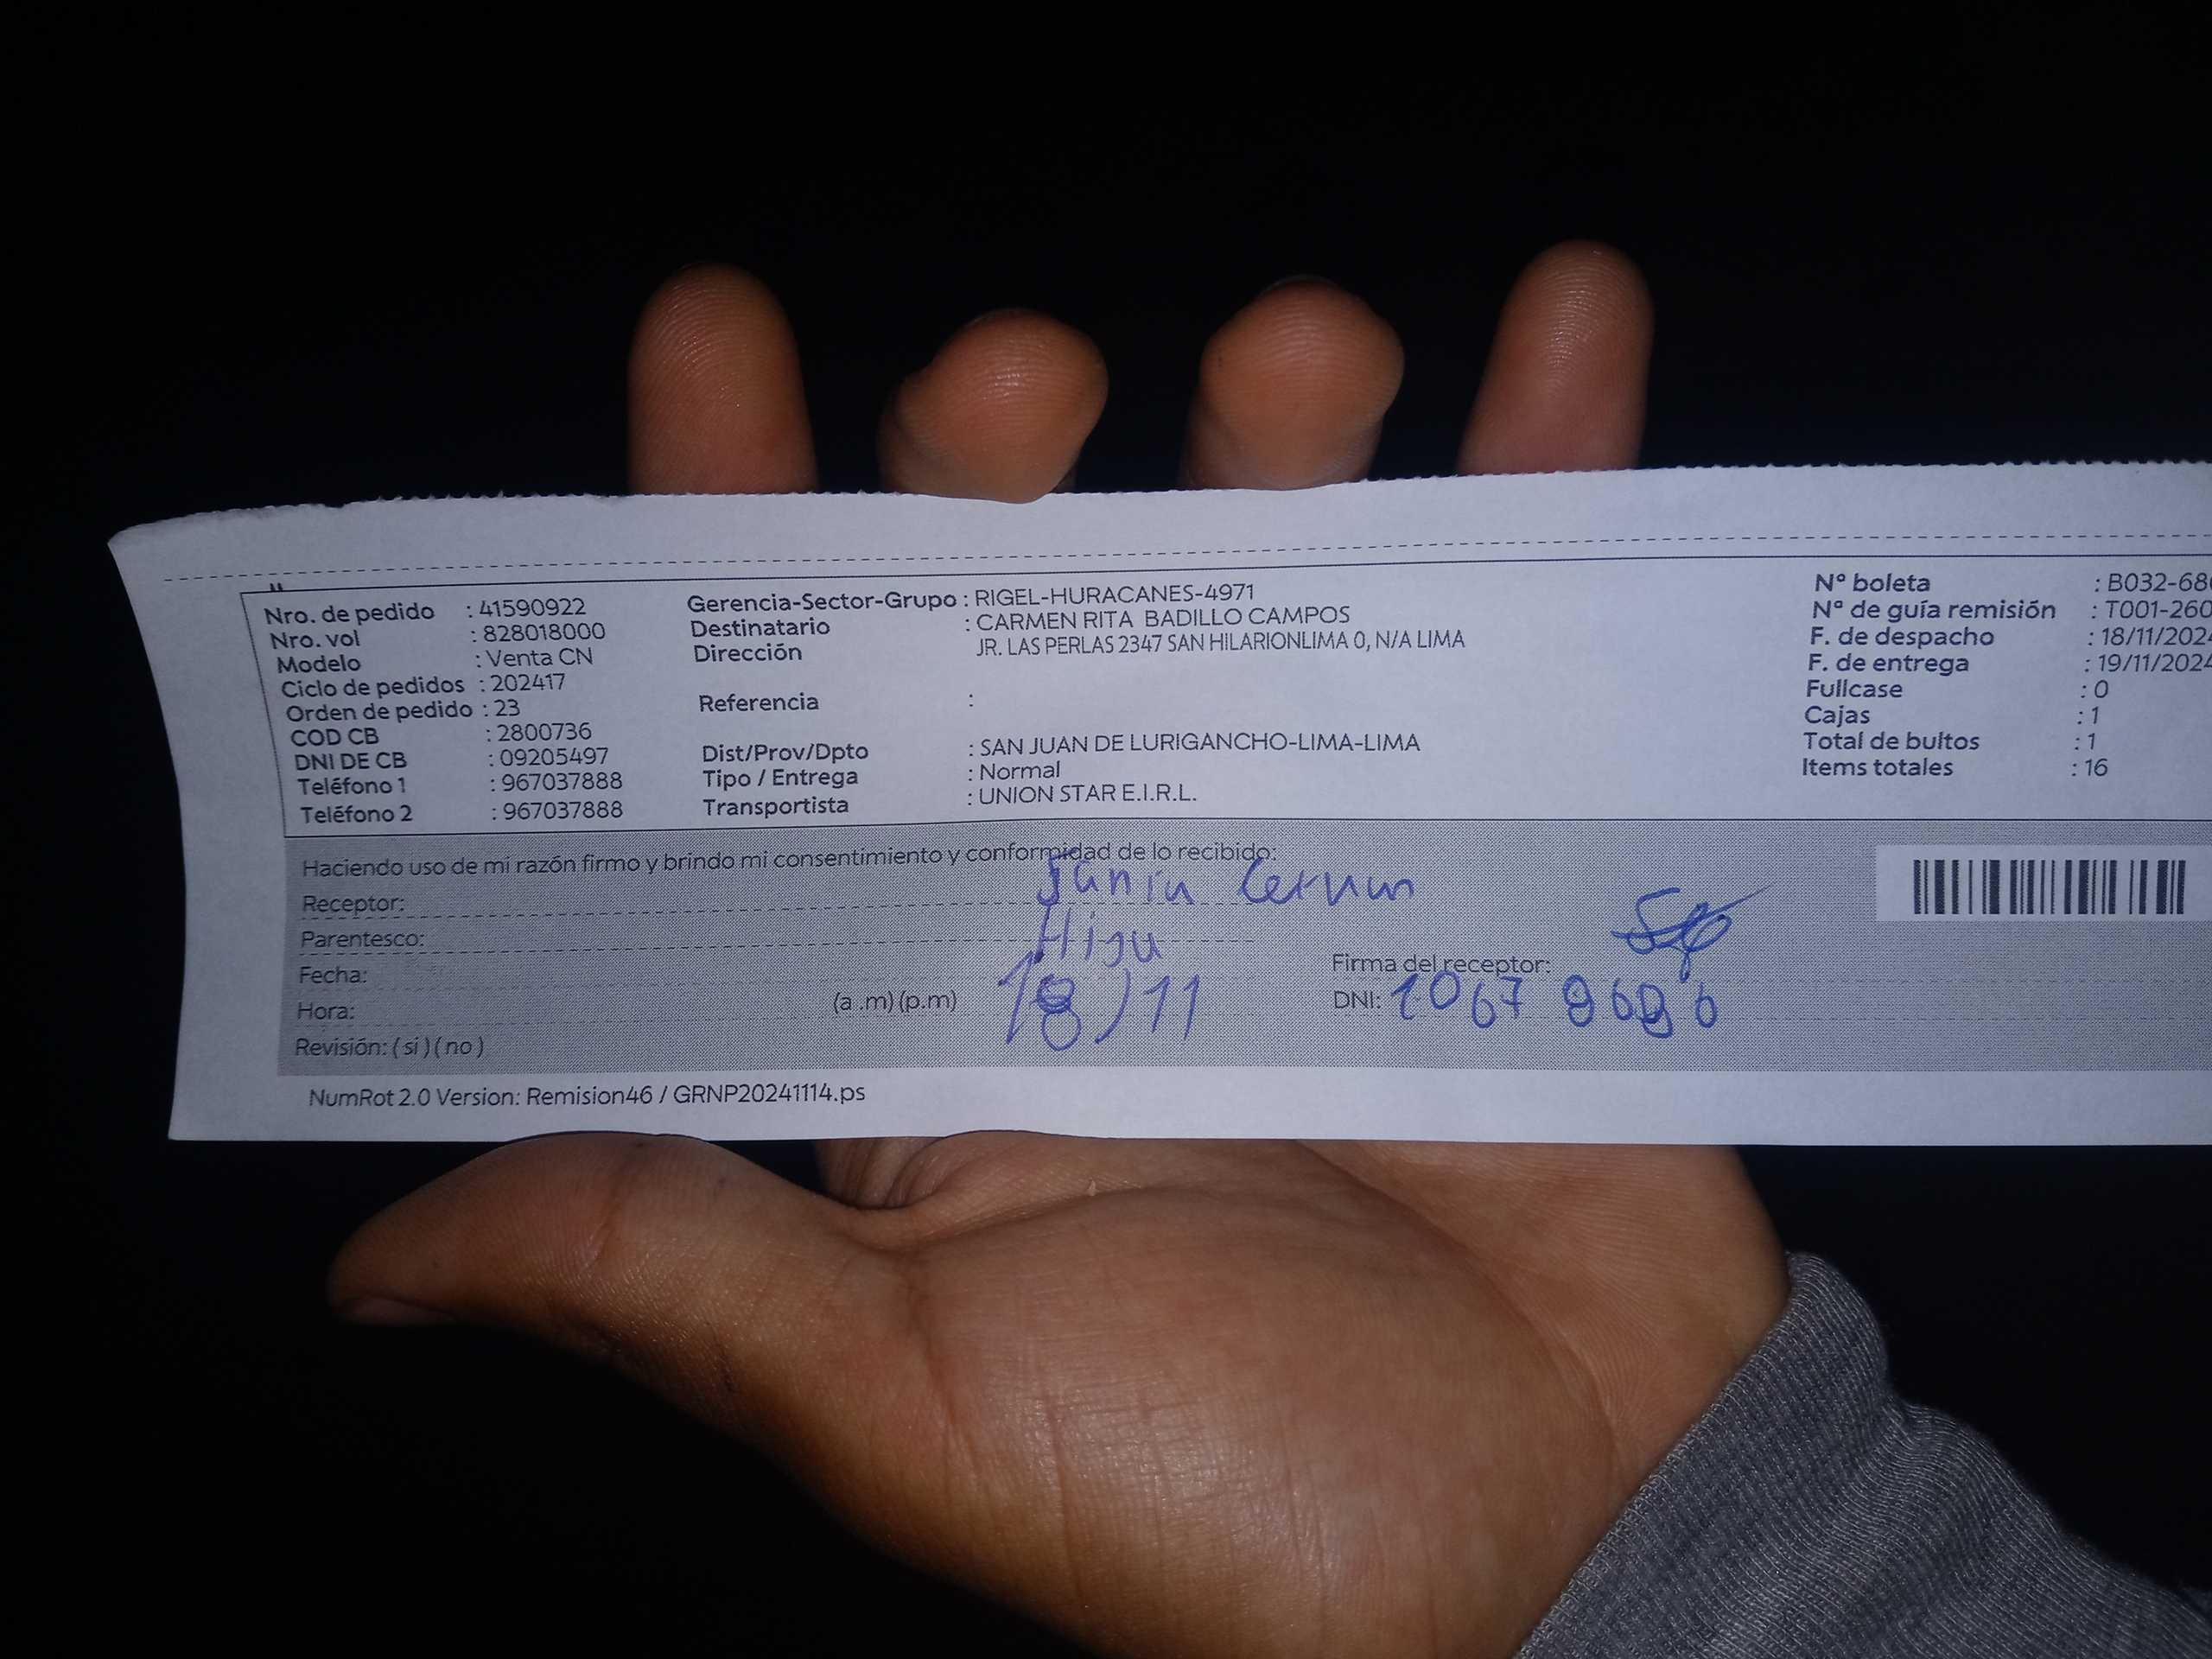 Nro. de pedido : 41590922
Nro. vol : 828018000
Modelo : Venta CN
Ciclo de pedidos : 202417
Orden de pedido : 23
COD CB : 2800736
DNI DE CB : 09205497
Teléfono 1 : 967037888
Teléfono 2 : 967037888
Gerencia-Sector-Grupo : RIGEL-HURACANES-4971
Destinatario : CARMEN RITA BADILLO CAMPOS
Dirección JR. LAS PERLAS 2347 SAN HILARIONLIMA 0, N/A LIMA
Referencia :
Dist/Prov/Dpto : SAN JUAN DE LURIGANCHO-LIMA-LIMA
Tipo / Entrega : Normal
Transportista : UNION STAR E.I.R.L.
N° boleta : B032-68
N° de guía remisión : T001-260
F. de despacho : 18/11/2024
F. de entrega : 19/11/2024
Fullcase : 0
Cajas : 1
Total de bultos : 1
Items totales : 16
Haciendo uso de mi razón firmo y brindo mi consentimiento y conformidad de lo recibido:
Receptor:
Parentesco: Hija
Fecha: 18/11
Hora: (a .m) (p.m)
Revisión: ( si ) ( no )
Firma del receptor:
DNI:
NumRot 2.0 Version: Remision46 / GRNP20241114.ps